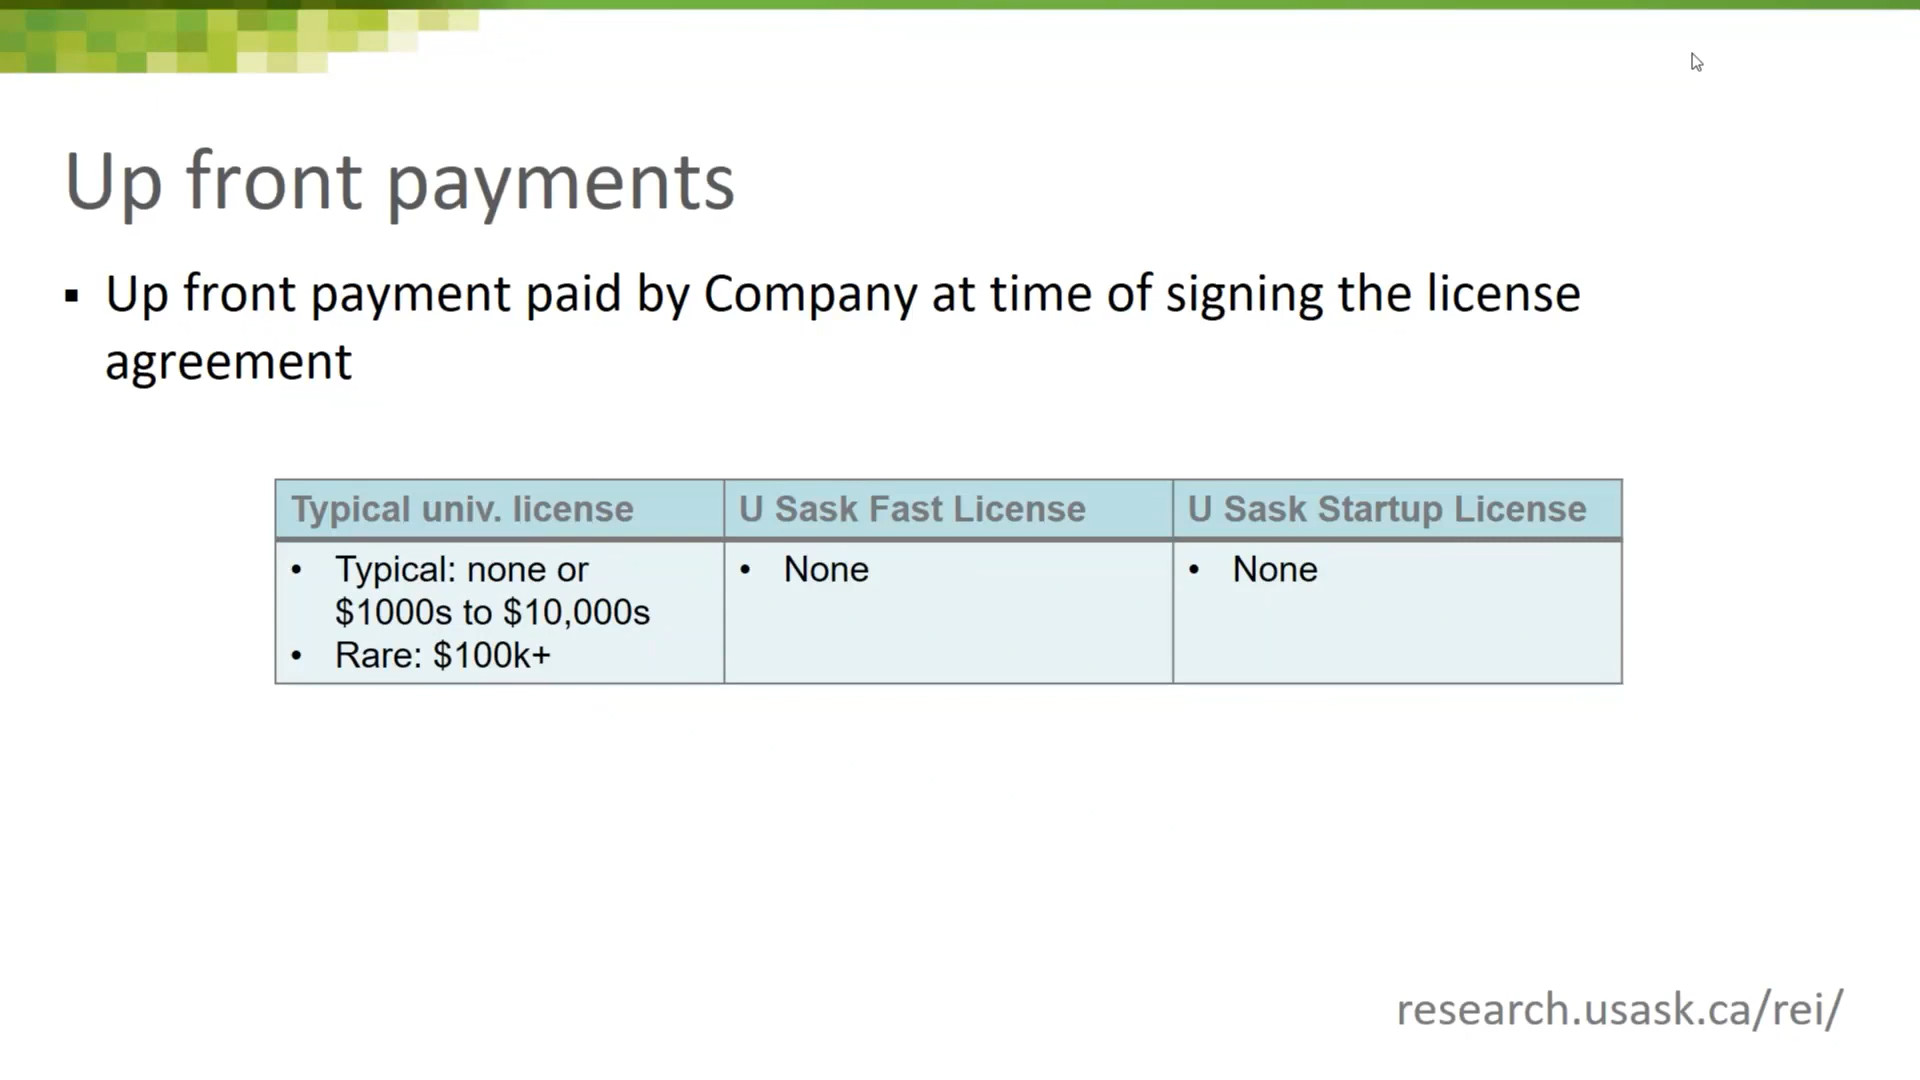 Up front payments
▪ Up front payment paid by Company at time of signing the license
agreement
Typical univ. license
U Sask Fast License
U Sask Startup License
• Typical: none or
$1000s to $10,000s
• Rare: $100k+
• None
• None
research.usask.ca/rei/